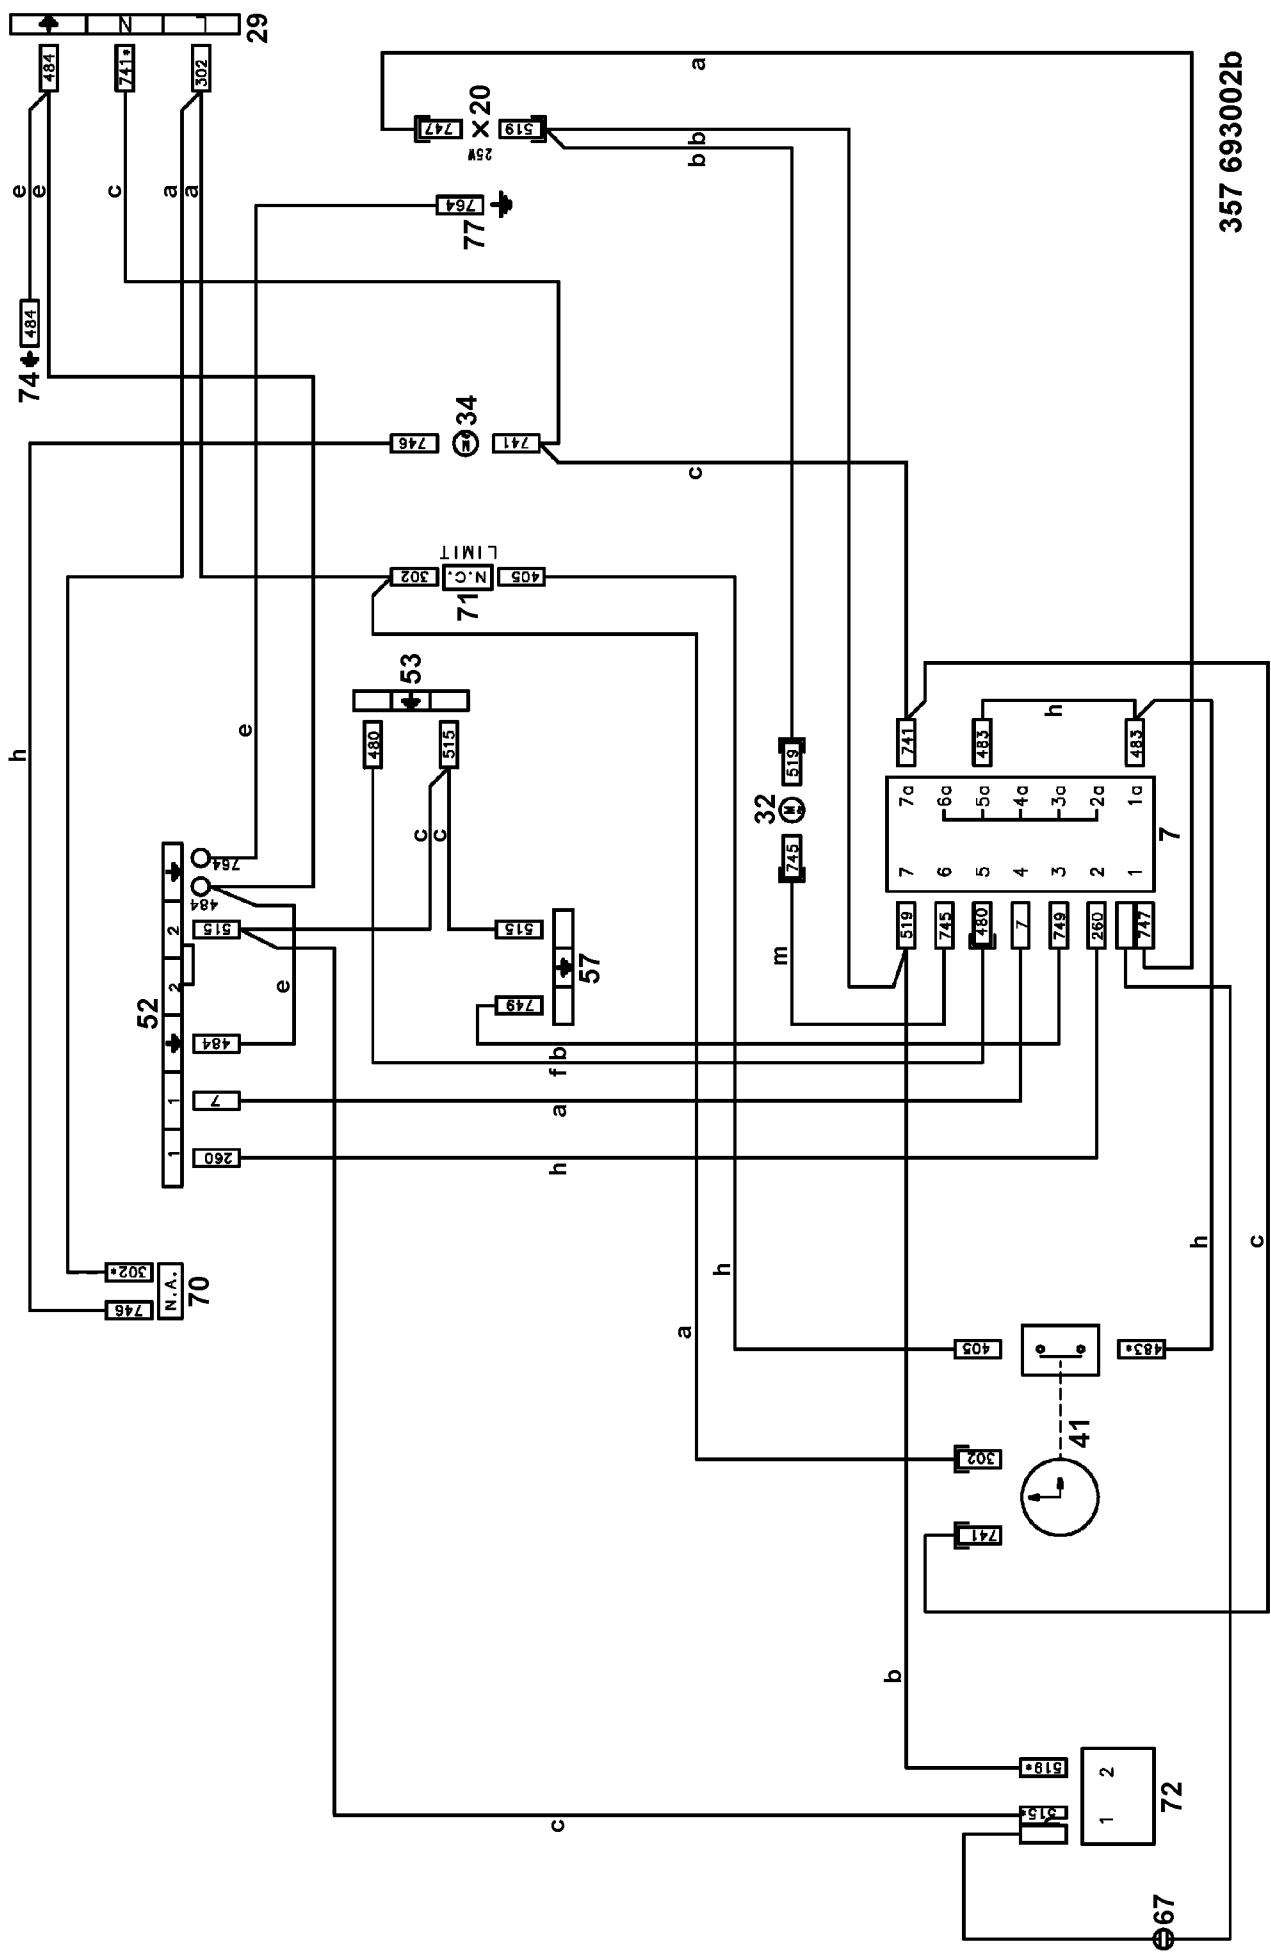 29
L
N
302
741*
484
a
a
c
e
e
484
74
357 693002b
a
747
×20
519
25W
b
b
764
77
746
34
741
c
h
LIMIT
302
N.C.
405
71
53
480
515
e
c
c
h
52
764
484
2
515
2
484
1
7
1
260
e
515
57
749
f b
a
h
m
519
32
745
741
483
483
h
7a
6a
5a
4a
3a
2a
1a
7
6
5
4
3
2
1
7
519
745
480
7
749
260
747
302*
746
N.A.
70
h
a
h
c
405
483*
302
741
41
b
c
519*
515*
2
1
72
67